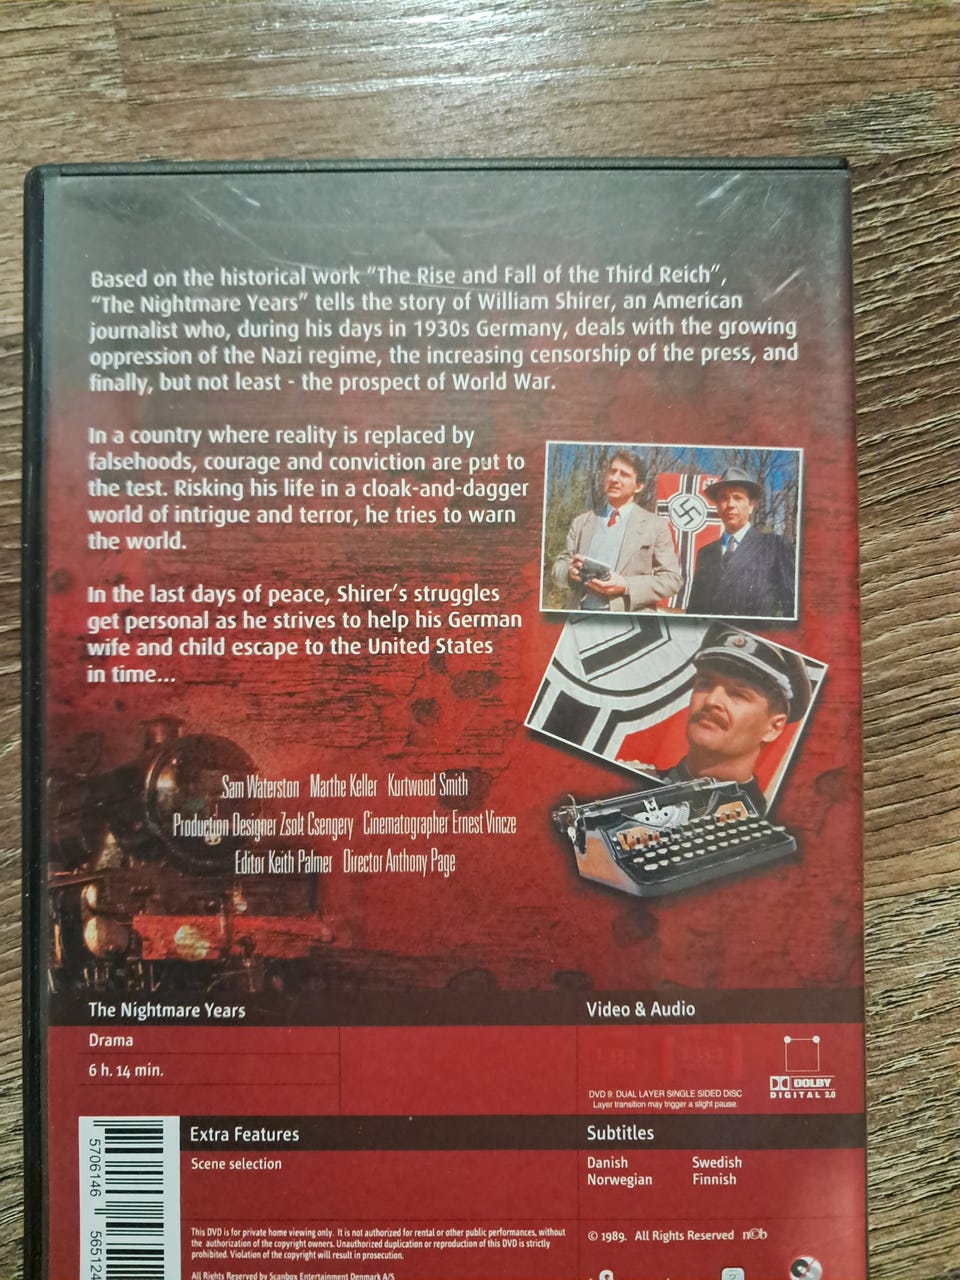 Based on the historical work “The Rise and Fall of the Third Reich”,
“The Nightmare Years” tells the story of William Shirer, an American
journalist who, during his days in 1930s Germany, deals with the growing
oppression of the Nazi regime, the increasing censorship of the press, and
finally, but not least - the prospect of World War.
In a country where reality is replaced by
falsehoods, courage and conviction are put to
the test. Risking his life in a cloak-and-dagger
world of intrigue and terror, he tries to warn
the world.
In the last days of peace, Shirer’s struggles
get personal as he strives to help his German
wife and child escape to the United States
in time...
Sam Waterston Marthe Keller Kurtwood Smith
Production Designer Zsolt Csengery Cinematographer Ernest Vincze
Editor Keith Palmer Director Anthony Page
The Nightmare Years
Drama
6 h. 14 min.
Video & Audio
DVD 9: DUAL LAYER SINGLE SIDED DISC
Layer transition may trigger a slight pause.
DOLBY
DIGITAL 2.0
Extra Features
Scene selection
Subtitles
Danish Swedish
Norwegian Finnish
5706146 565124
This DVD is for private home viewing only. It is not authorized for rental or other public performances, without
the authorization of the copyright owners. Unauthorized duplication or reproduction of this DVD is strictly
prohibited. Violation of the copyright will result in prosecution.
All Rights Reserved by Scanbox Entertainment Denmark A/S
© 1989. All Rights Reserved ncb